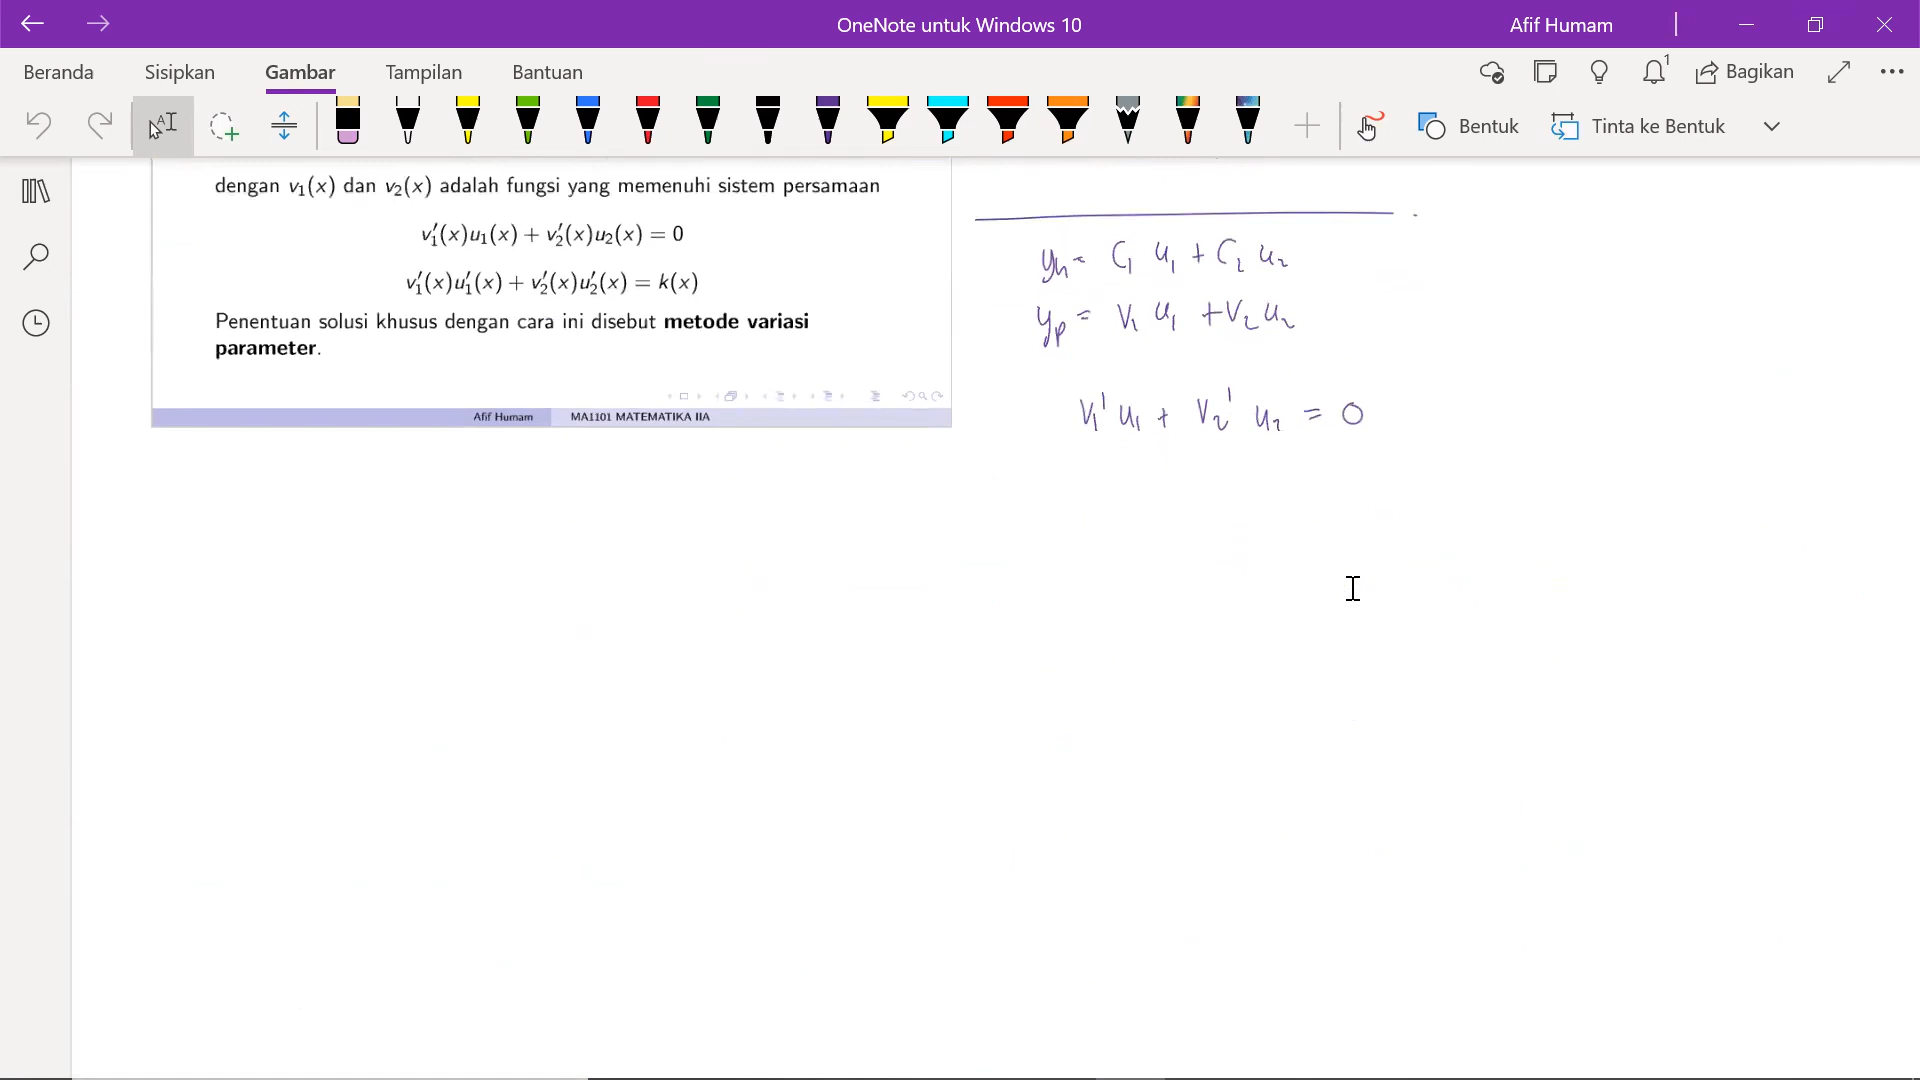 OneNote untuk Windows 10
Afif Humam
Beranda Sisipkan Gambar Tampilan Bantuan
1
Bagikan
Bentuk
Tinta ke Bentuk
dengan v₁(x) dan v₂(x) adalah fungsi yang memenuhi sistem persamaan
v₁′(x)u₁(x) + v₂′(x)u₂(x) = 0
v₁′(x)u₁′(x) + v₂′(x)u₂′(x) = k(x)
Penentuan solusi khusus dengan cara ini disebut metode variasi
parameter.
Afif Humam MA1101 MATEMATIKA IIA
yh = C₁ u₁ + C₂ u₂
yp = V₁ u₁ + V₂ u₂
V₁' u₁ + V₂' u₂ = 0